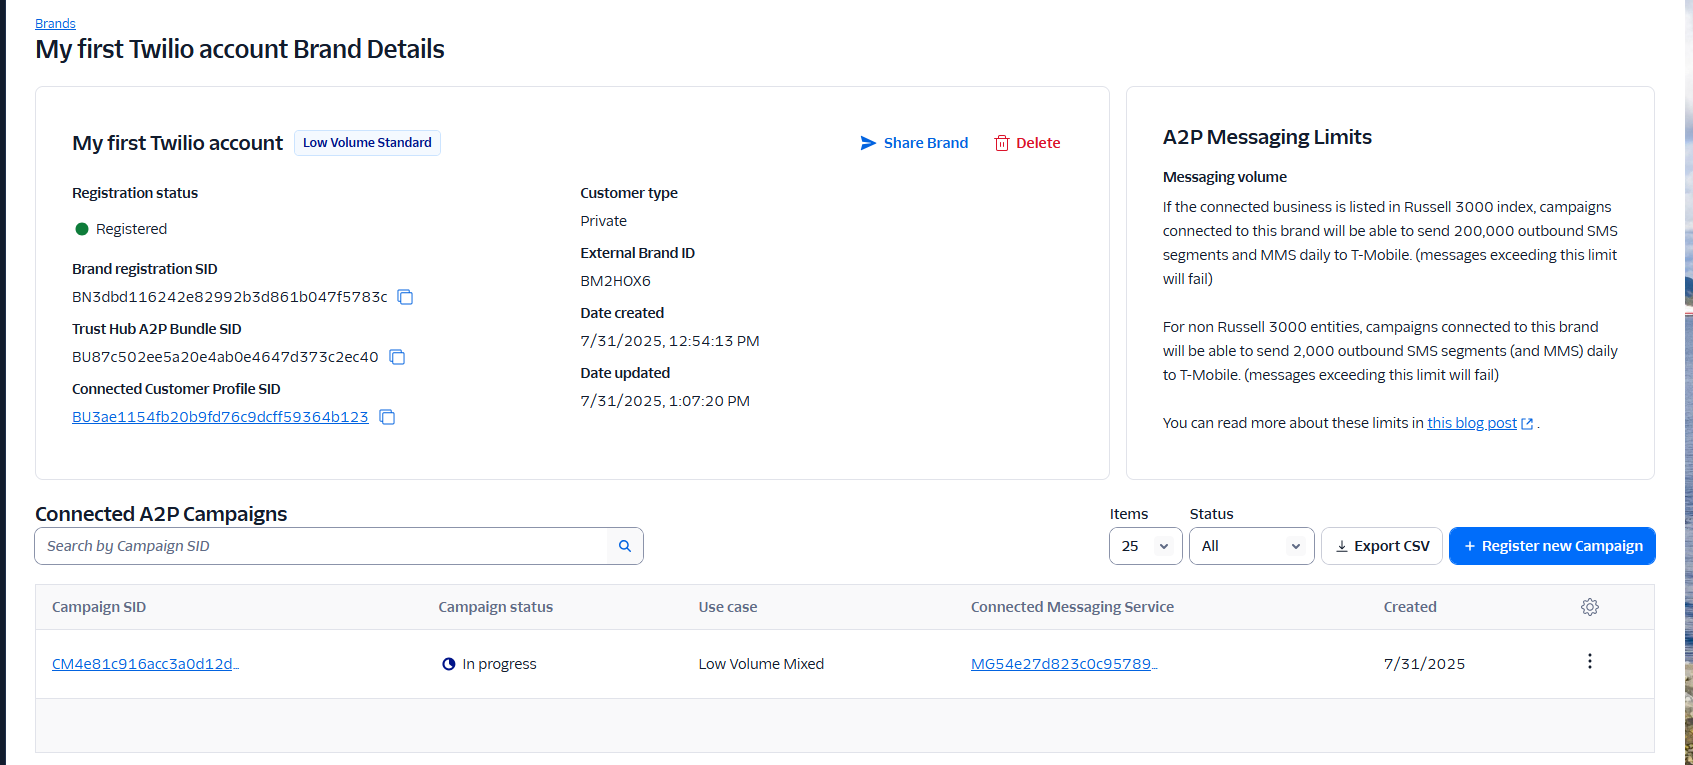 Brands
My first Twilio account Brand Details
My first Twilio account
Low Volume Standard
Share Brand
Delete
Registration status
Registered
Brand registration SID
BN3dbd116242e82992b3d861b047f5783c
Trust Hub A2P Bundle SID
BU87c502ee5a20e4ab0e4647d373c2ec40
Connected Customer Profile SID
BU3ae1154fb20b9fd76c9dcff59364b123
Customer type
Private
External Brand ID
BM2HOX6
Date created
7/31/2025, 12:54:13 PM
Date updated
7/31/2025, 1:07:20 PM
A2P Messaging Limits
Messaging volume
If the connected business is listed in Russell 3000 index, campaigns
connected to this brand will be able to send 200,000 outbound SMS
segments and MMS daily to T-Mobile. (messages exceeding this limit
will fail)
For non Russell 3000 entities, campaigns connected to this brand
will be able to send 2,000 outbound SMS segments (and MMS) daily
to T-Mobile. (messages exceeding this limit will fail)
You can read more about these limits in this blog post .
Connected A2P Campaigns
Search by Campaign SID
Items
25
Status
All
Export CSV
+ Register new Campaign
Campaign SID Campaign status Use case Connected Messaging Service Created
CM4e81c916acc3a0d12d… In progress Low Volume Mixed MG54e27d823c0c95789… 7/31/2025